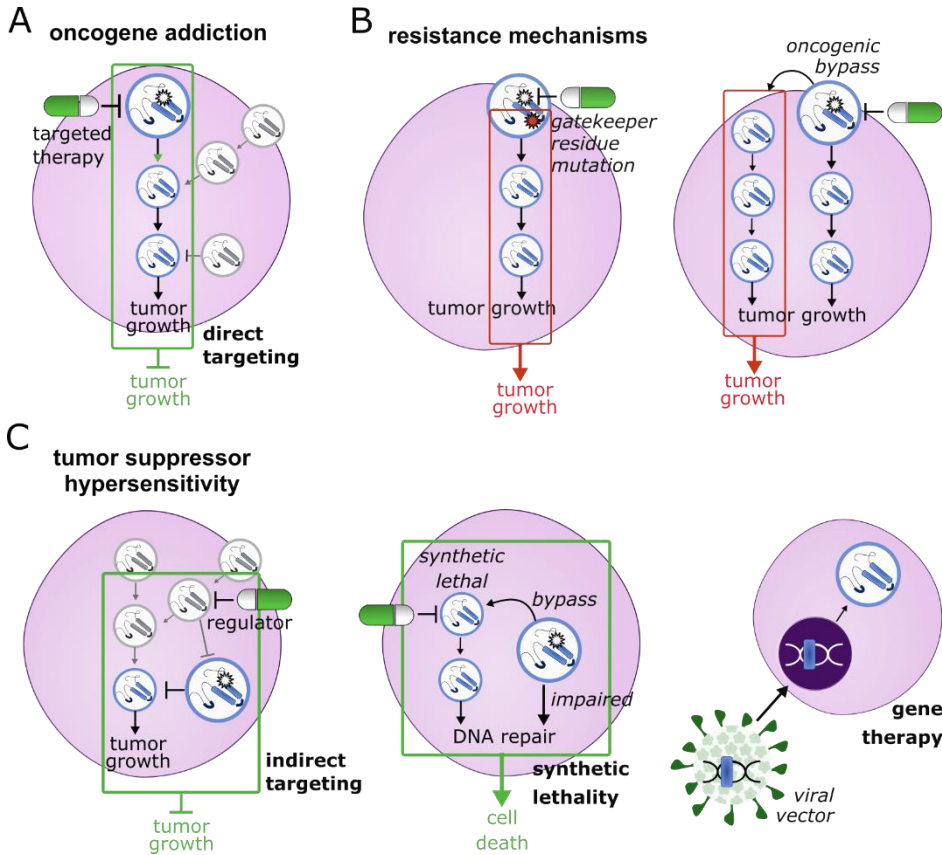 A
oncogene addiction
targeted
therapy
tumor
growth
direct
targeting
tumor
growth
B
resistance mechanisms
gatekeeper
residue
mutation
tumor growth
tumor
growth
oncogenic
bypass
tumor growth
tumor
growth
C
tumor suppressor
hypersensitivity
regulator
tumor
growth
indirect
targeting
tumor
growth
synthetic
lethal
bypass
impaired
DNA repair
synthetic
lethality
cell
death
gene
therapy
viral
vector